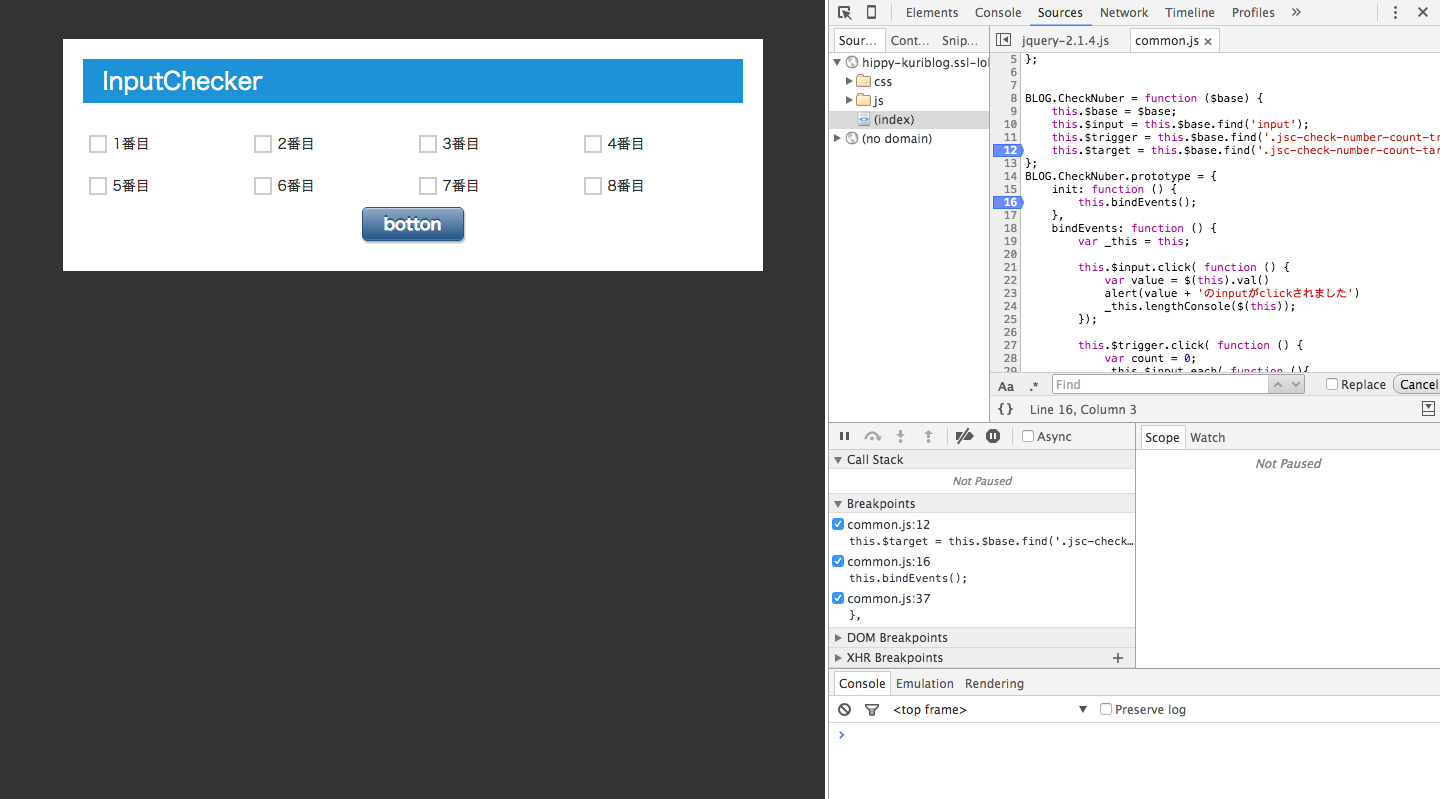 InputChecker
1番目
2番目
3番目
4番目
5番目
6番目
7番目
8番目
botton
Elements Console Sources Network Timeline Profiles »
Sour... Cont... Snip...
hippy-kuriblog.ssl-lol
css
js
(index)
(no domain)
jquery-2.1.4.js common.js ×
5 };
6
7
8 BLOG.CheckNuber = function ($base) {
9 this.$base = $base;
10 this.$input = this.$base.find('input');
11 this.$trigger = this.$base.find('.jsc-check-number-count-tr
12 this.$target = this.$base.find('.jsc-check-number-count-tar
13 };
14 BLOG.CheckNuber.prototype = {
15 init: function () {
16 this.bindEvents();
17 },
18 bindEvents: function () {
19 var _this = this;
20
21 this.$input.click( function () {
22 var value = $(this).val()
23 alert(value + 'のinputがclickされました')
24 _this.lengthConsole($(this));
25 });
26
27 this.$trigger.click( function () {
28 var count = 0;
29 _this.$input.each( function (){
Aa .* Find Replace Cancel
{} Line 16, Column 3
Async
Call Stack
Not Paused
Breakpoints
common.js:12
this.$target = this.$base.find('.jsc-check…
common.js:16
this.bindEvents();
common.js:37
},
DOM Breakpoints
XHR Breakpoints +
Scope Watch
Not Paused
Console Emulation Rendering
<top frame> ▼ Preserve log
>